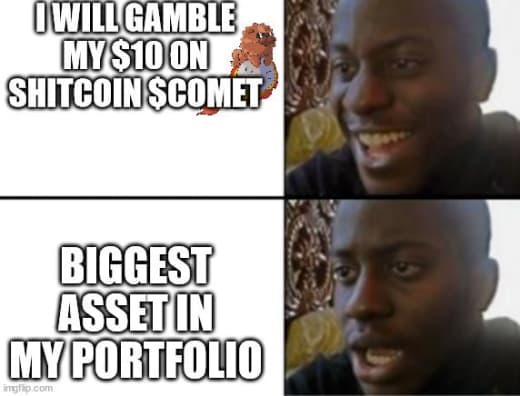 I WILL GAMBLE
MY $10 ON
SHITCOIN $COMET
BIGGEST
ASSET IN
MY PORTFOLIO
imgflip.com